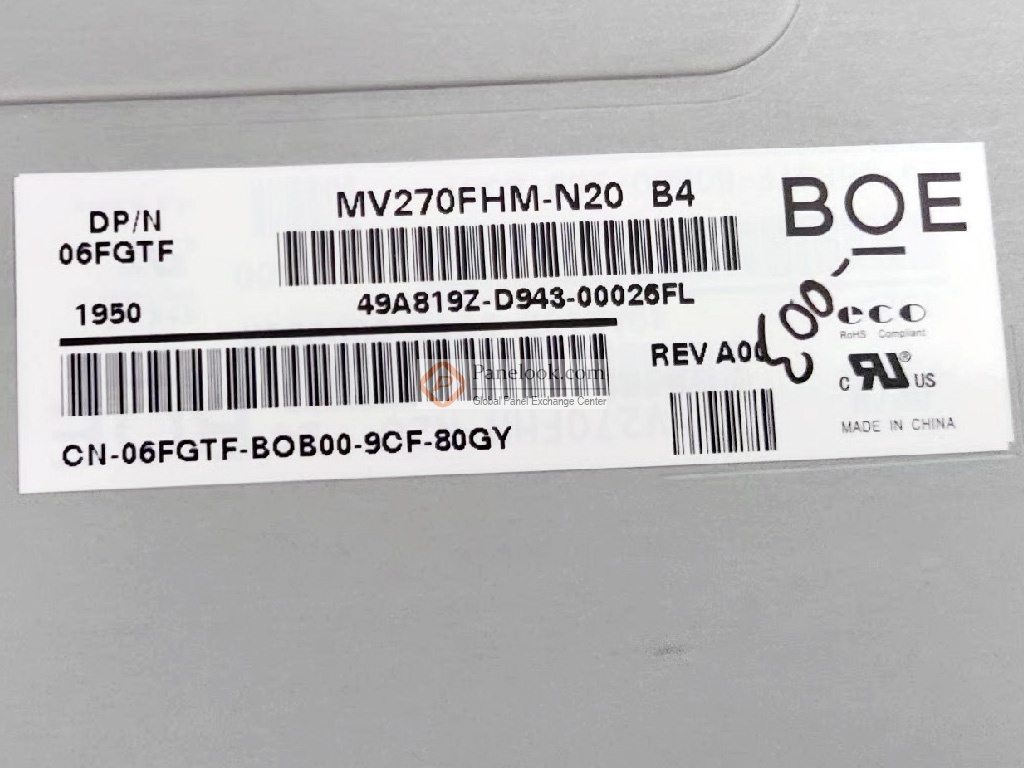 DP/N
06FGTF
MV270FHM-N20 B4
BOE
1950
49A819Z-D943-00026FL
REV A00
eco
RoHS Compliant
Panelook.com
Global Panel Exchange Center
C US
MADE IN CHINA
CN-06FGTF-BOB00-9CF-80GY